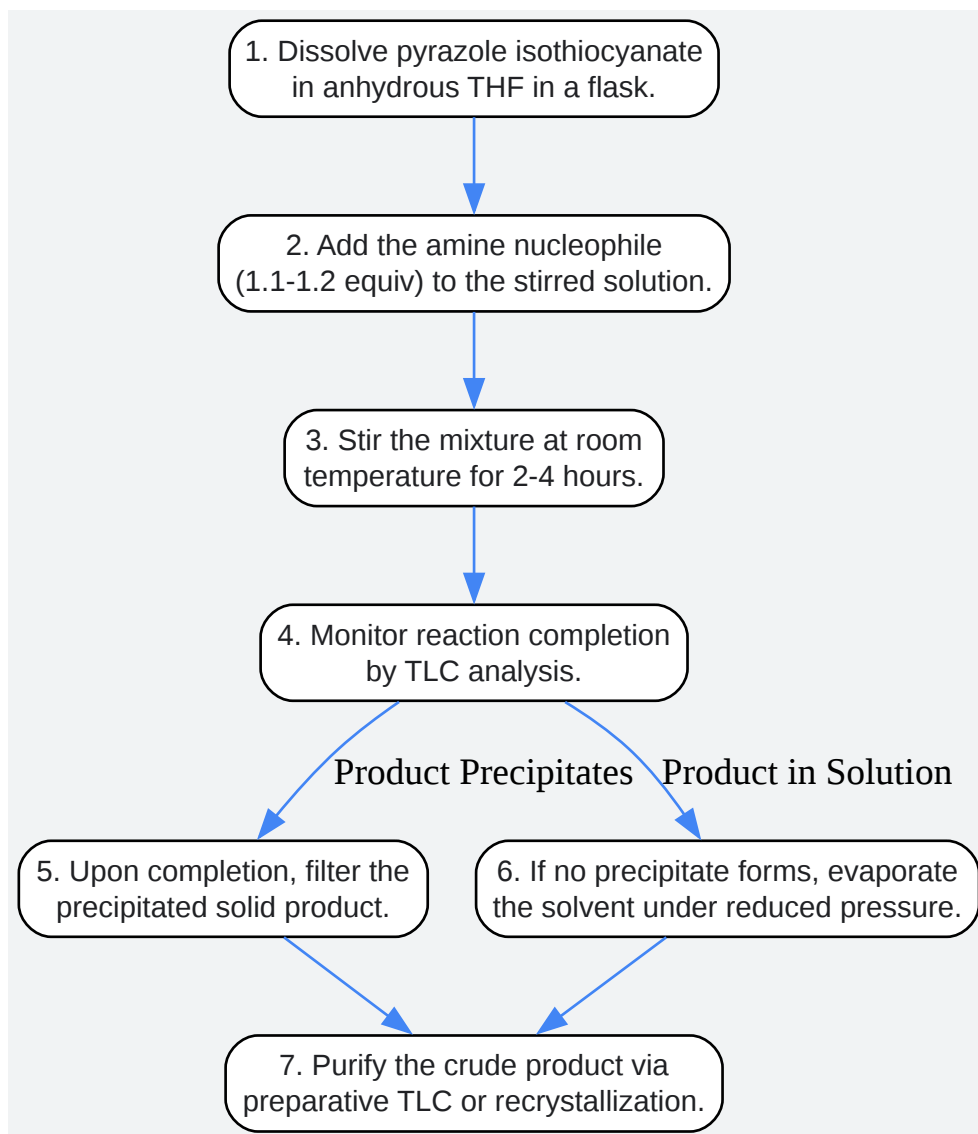 1. Dissolve pyrazole isothiocyanate
in anhydrous THF in a flask.
2. Add the amine nucleophile
(1.1-1.2 equiv) to the stirred solution.
3. Stir the mixture at room
temperature for 2-4 hours.
4. Monitor reaction completion
by TLC analysis.
Product Precipitates
Product in Solution
5. Upon completion, filter the
precipitated solid product.
6. If no precipitate forms, evaporate
the solvent under reduced pressure.
7. Purify the crude product via
preparative TLC or recrystallization.